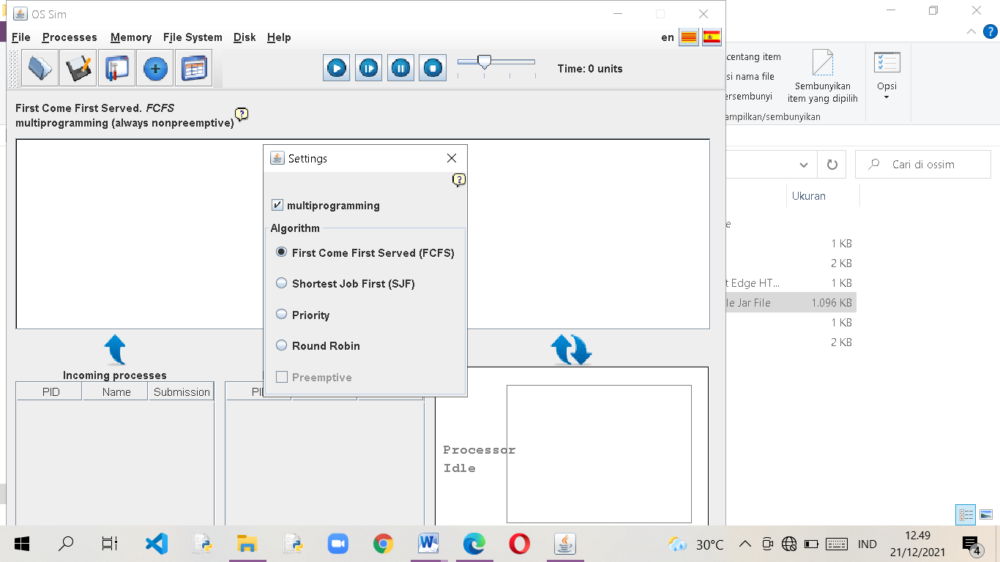 OS Sim
File Processes Memory File System Disk Help
en
Time: 0 units
First Come First Served. FCFS
multiprogramming (always nonpreemptive)
?
Settings
?
multiprogramming
Algorithm
First Come First Served (FCFS)
Shortest Job First (SJF)
Priority
Round Robin
Preemptive
Incoming processes
PID Name Submission
Processor
Idle
?
centang item
si nama file
ersembunyi
ampilkan/sembunyikan
Sembunyikan
item yang dipilih
Opsi
Cari di ossim
Ukuran
e
1 KB
2 KB
t Edge HT... 1 KB
le Jar File 1.096 KB
1 KB
2 KB
30°C
IND
12.49
21/12/2021
4